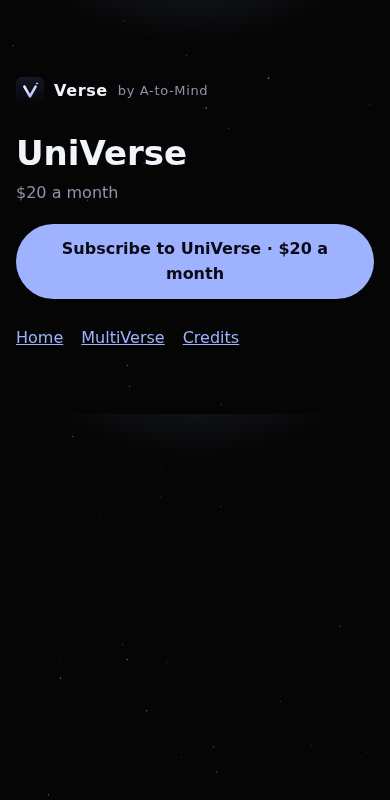 Verse by A-to-Mind
UniVerse
$20 a month
Subscribe to UniVerse · $20 a
month
Home MultiVerse Credits